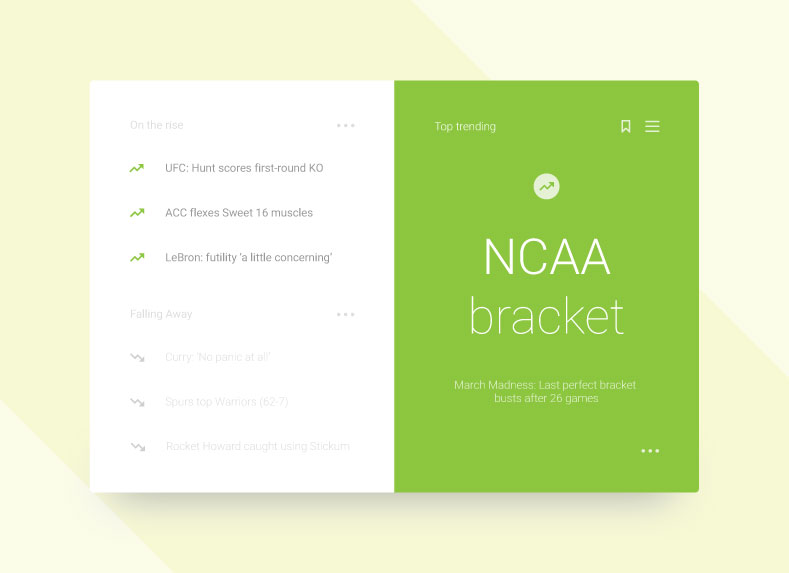 On the rise
UFC: Hunt scores first-round KO
ACC flexes Sweet 16 muscles
LeBron: futility 'a little concerning'
Falling Away
Curry: 'No panic at all'
Spurs top Warriors (62-7)
Rocket Howard caught using Stickum
Top trending
NCAA
bracket
March Madness: Last perfect bracket
busts after 26 games